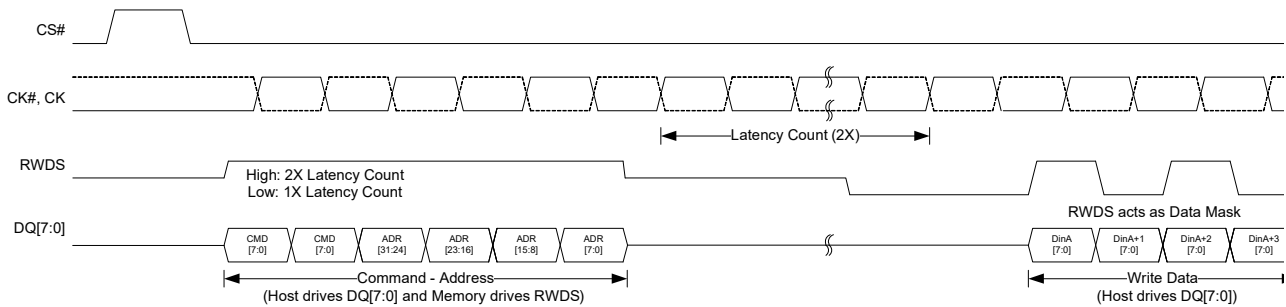 CS#
CK#, CK
Latency Count (2X)
RWDS
High: 2X Latency Count
Low: 1X Latency Count
RWDS acts as Data Mask
DQ[7:0]
CMD [7:0]
CMD [7:0]
ADR [31:24]
ADR [23:16]
ADR [15:8]
ADR [7:0]
DinA [7:0]
DinA+1 [7:0]
DinA+2 [7:0]
DinA+3 [7:0]
Command - Address
(Host drives DQ[7:0] and Memory drives RWDS)
Write Data
(Host drives DQ[7:0])